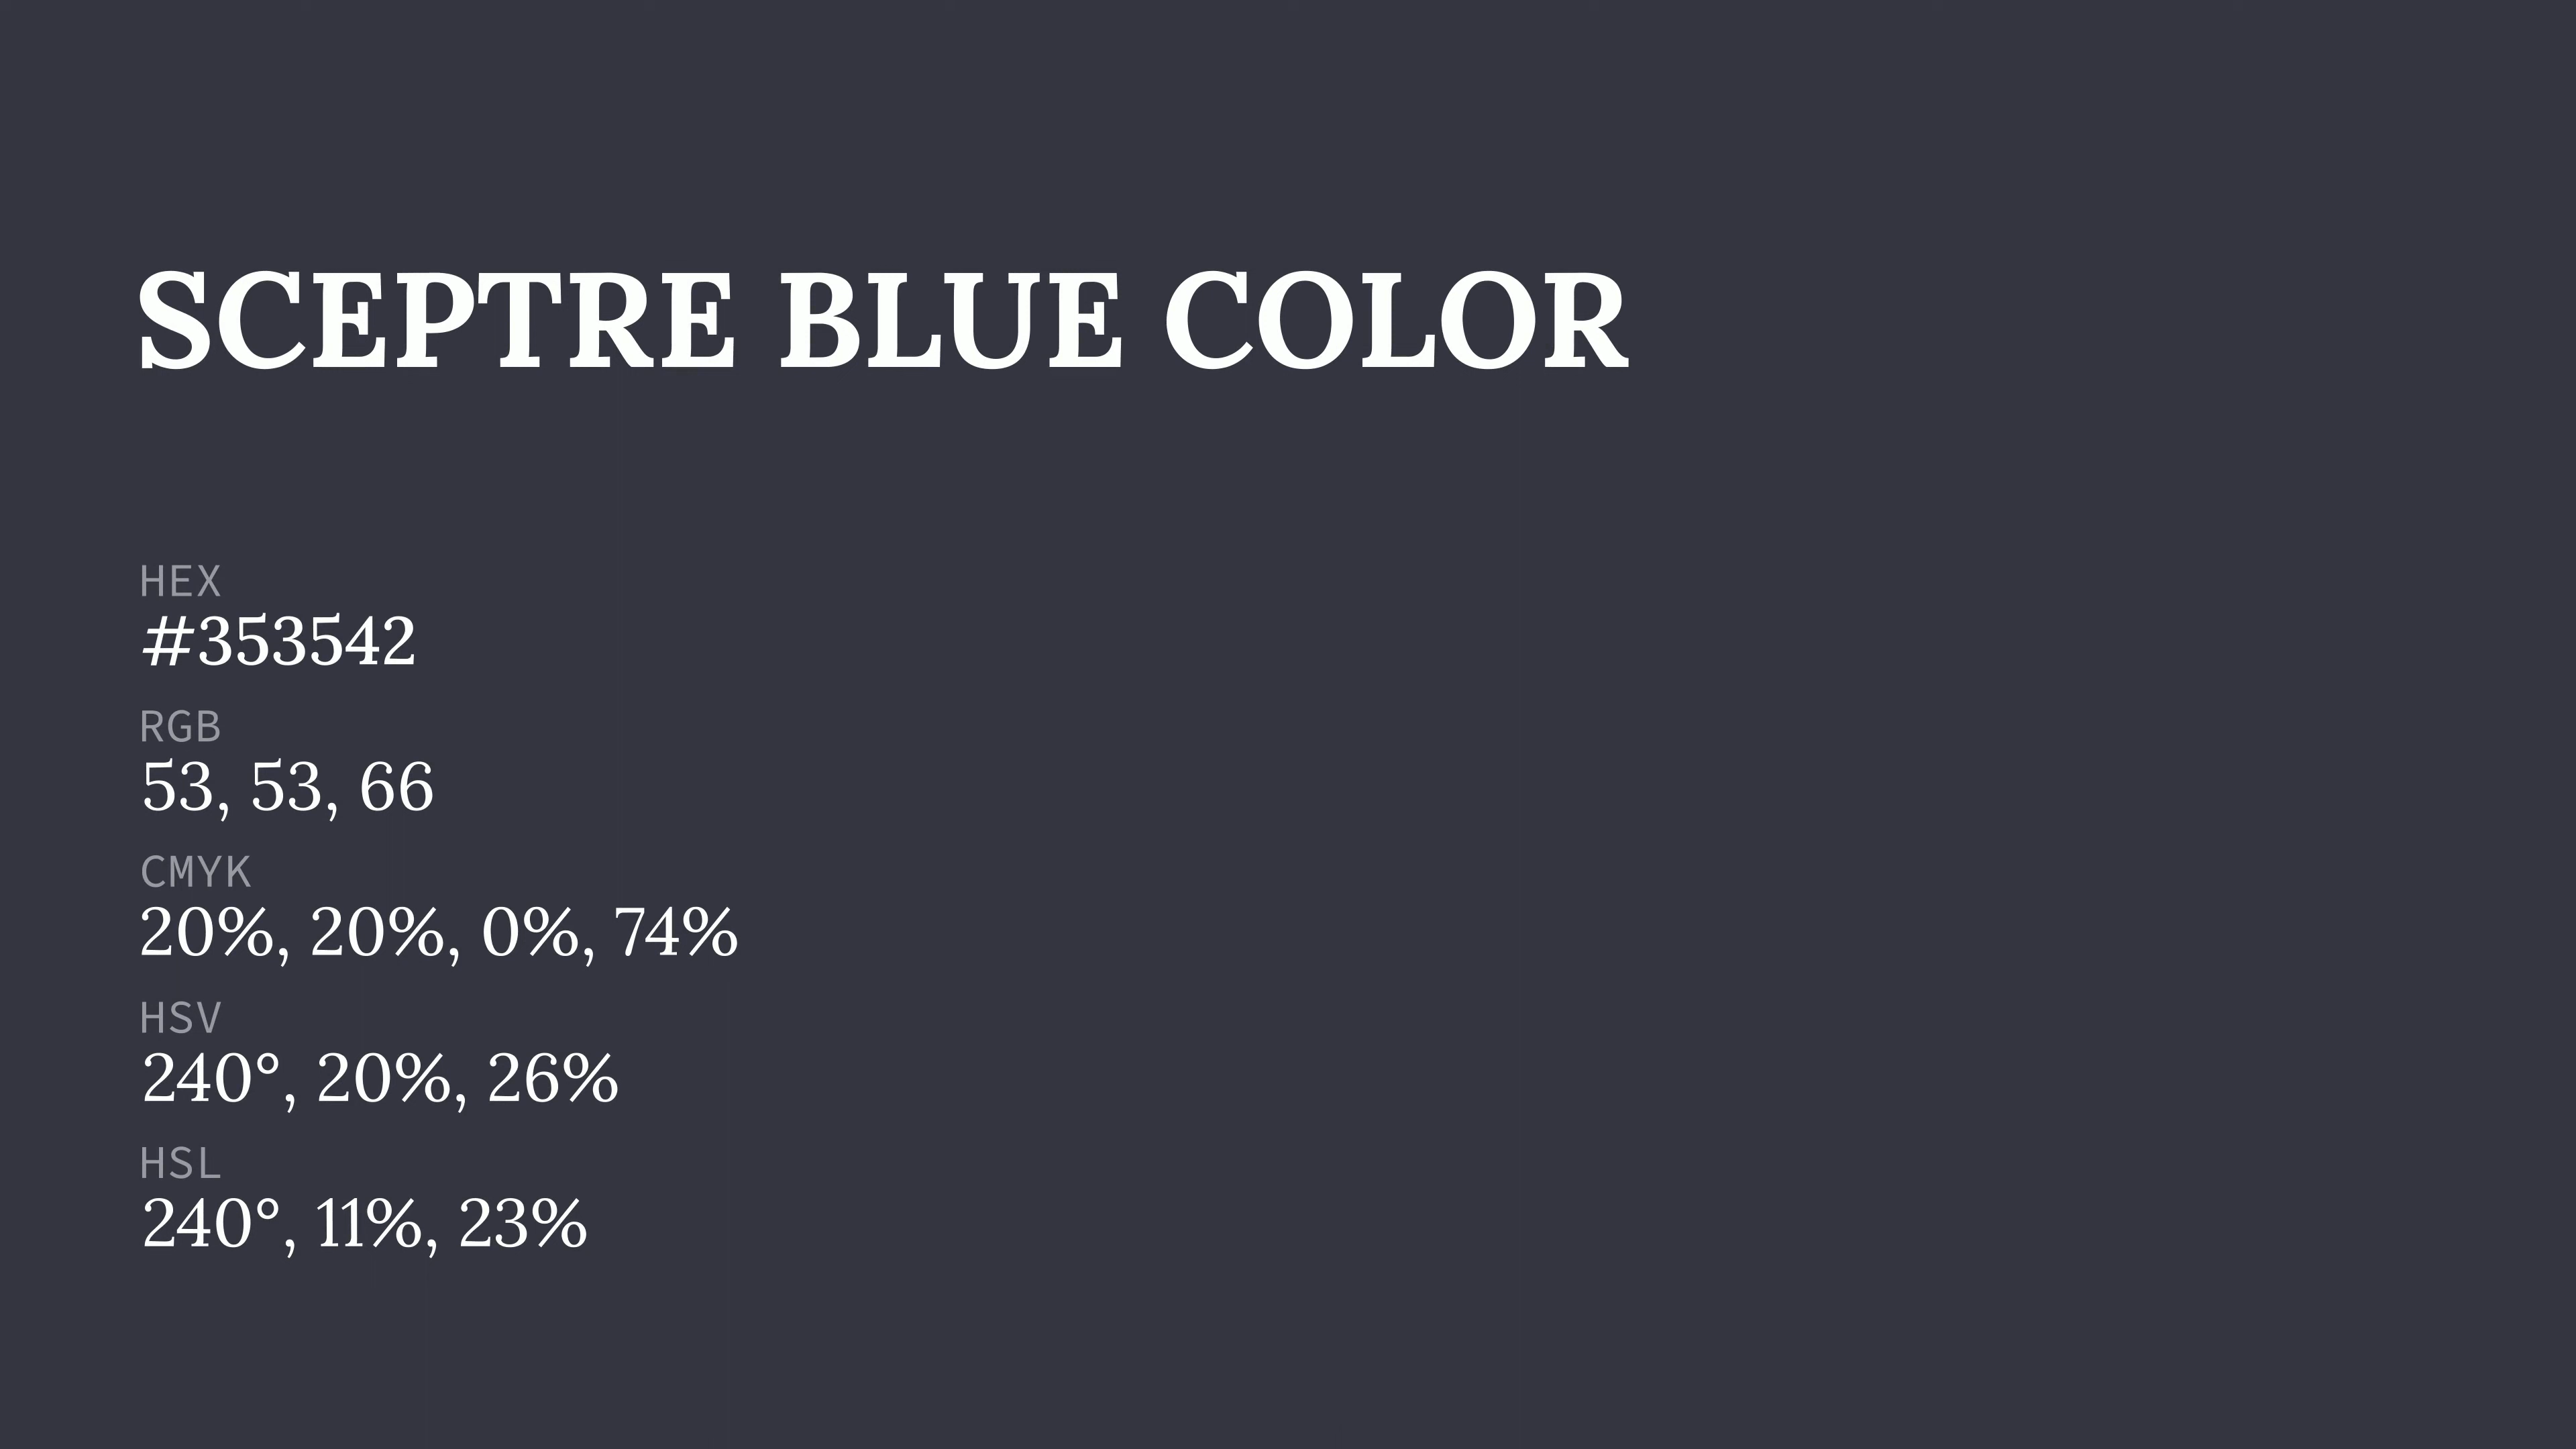 SCEPTRE BLUE COLOR
HEX
#353542
RGB
53, 53, 66
CMYK
20%, 20%, 0%, 74%
HSV
240°, 20%, 26%
HSL
240°, 11%, 23%